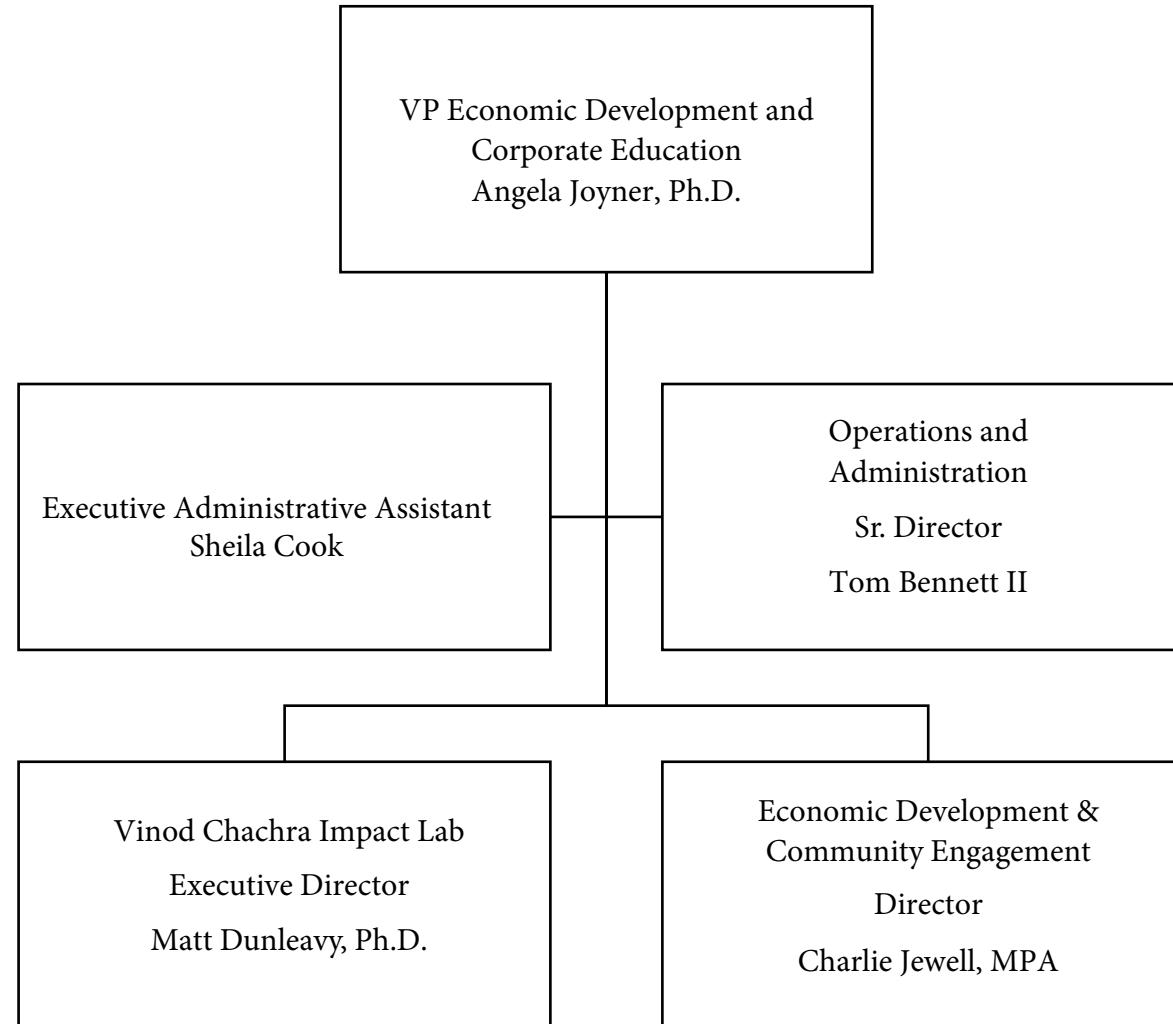 VP Economic Development and
Corporate Education
Angela Joyner, Ph.D.
Executive Administrative Assistant
Sheila Cook
Operations and
Administration
Sr. Director
Tom Bennett II
Vinod Chachra Impact Lab
Executive Director
Matt Dunleavy, Ph.D.
Economic Development &
Community Engagement
Director
Charlie Jewell, MPA